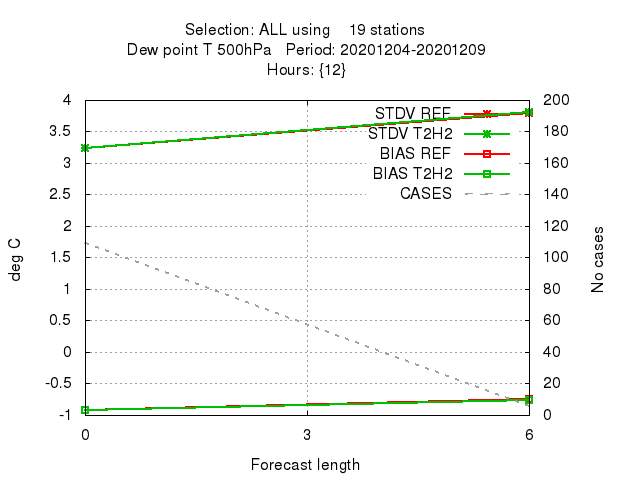 Selection: ALL using    19 stations
Dew point T 500hPa   Period: 20201204-20201209
Hours: {12}
4
3.5
3
2.5
2
1.5
1
0.5
0
-0.5
-1
200
180
160
140
120
100
80
60
40
20
0
STDV REF
STDV T2H2
BIAS REF
BIAS T2H2
CASES
deg C
No cases
0 3 6
Forecast length